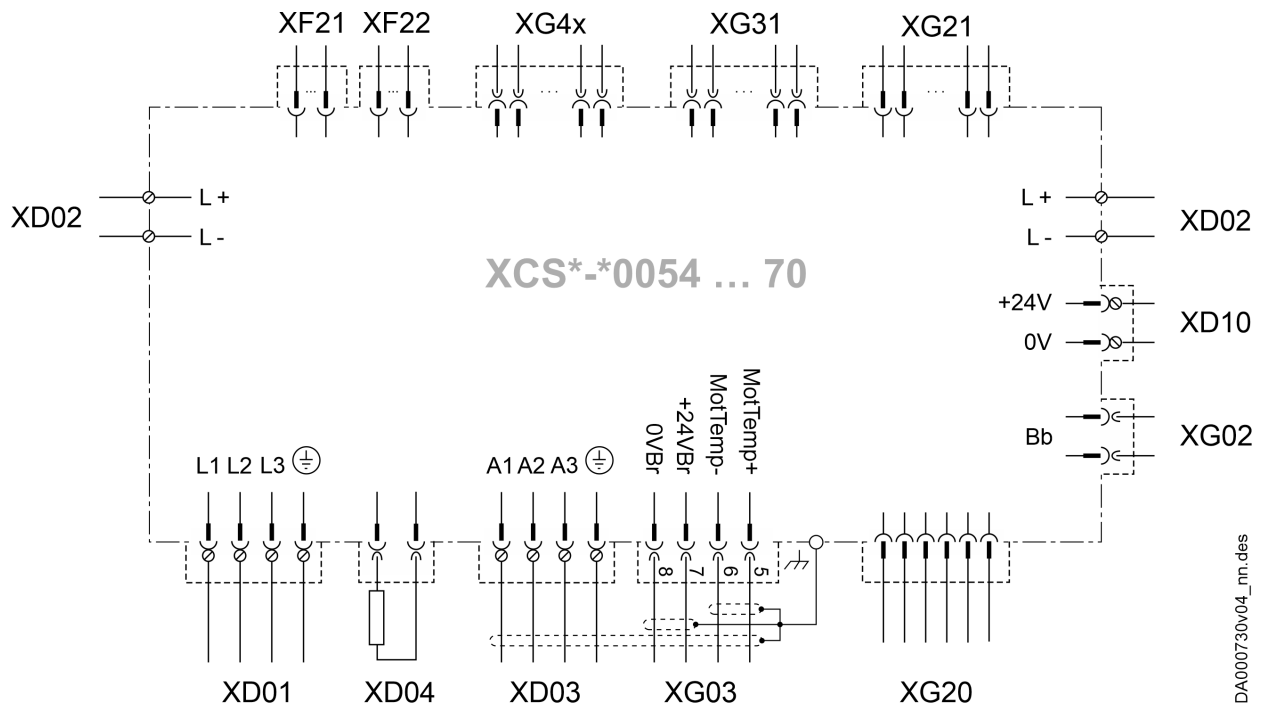 XF21 XF22 XG4x XG31 XG21
... ... ... ... ...
XD02 L + L + XD02
L - L -
XCS*-*0054 ... 70
+24V XD10
0V
Bb XG02
L1 L2 L3 A1 A2 A3 0VBr +24VBr MotTemp- MotTemp+
8 7 6 5
XD01 XD04 XD03 XG03 XG20
DA000730v04_nn.des